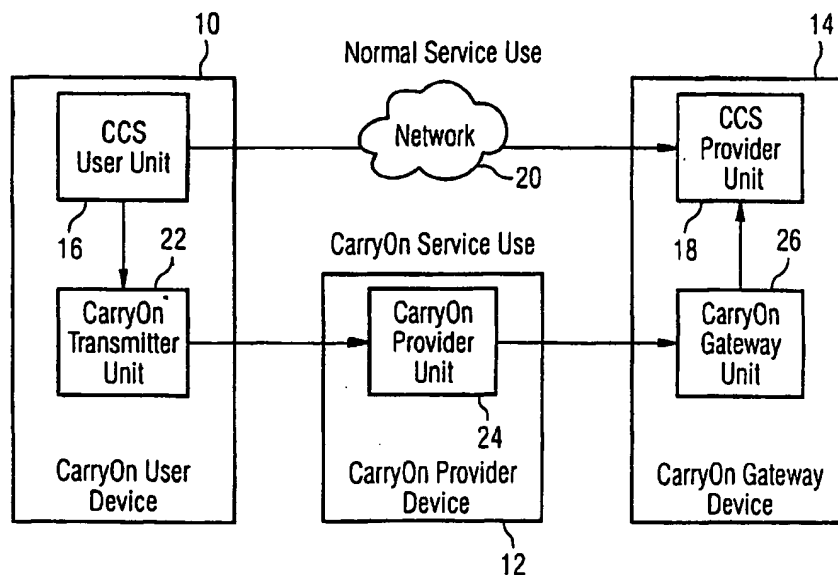 10
Normal Service Use
14
CCS
User Unit
Network
CCS
Provider
Unit
20
16
22
CarryOn Service Use
18
26
CarryOn
Transmitter
Unit
CarryOn
Provider
Unit
CarryOn
Gateway
Unit
24
CarryOn User
Device
CarryOn Provider
Device
CarryOn Gateway
Device
12